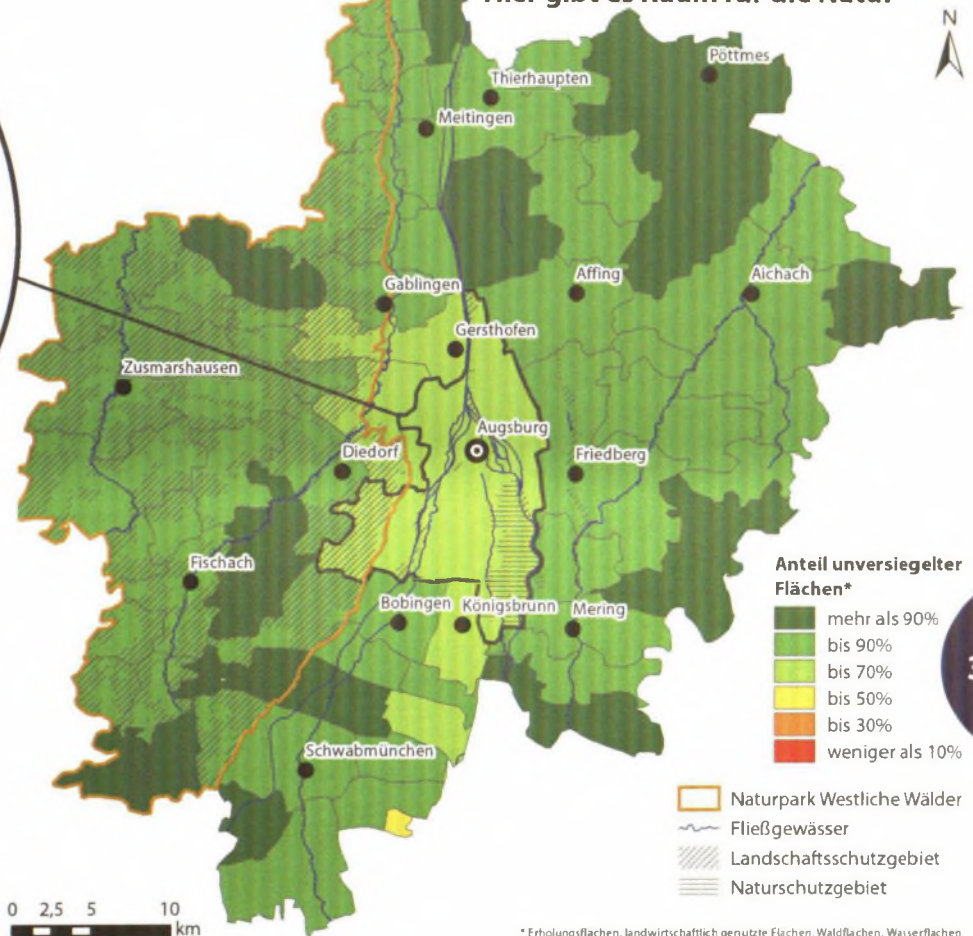 Hier gibt es Raum für die Natur
N
Pöttmes
Thierhaupten
Meitingen
Gablingen
Affing
Aichach
Gersthofen
Zusmarshausen
Augsburg
Diedorf
Friedberg
Fischach
Bobingen
Königsbrunn
Mering
Schwabmünchen
Anteil unversiegelter
Flächen*
mehr als 90%
bis 90%
bis 70%
bis 50%
bis 30%
weniger als 10%
Naturpark Westliche Wälder
Fließgewässer
Landschaftsschutzgebiet
Naturschutzgebiet
0 2,5 5 10
km
* Erholungsflächen, landwirtschaftlich genutzte Flächen, Waldflächen, Wasserflächen